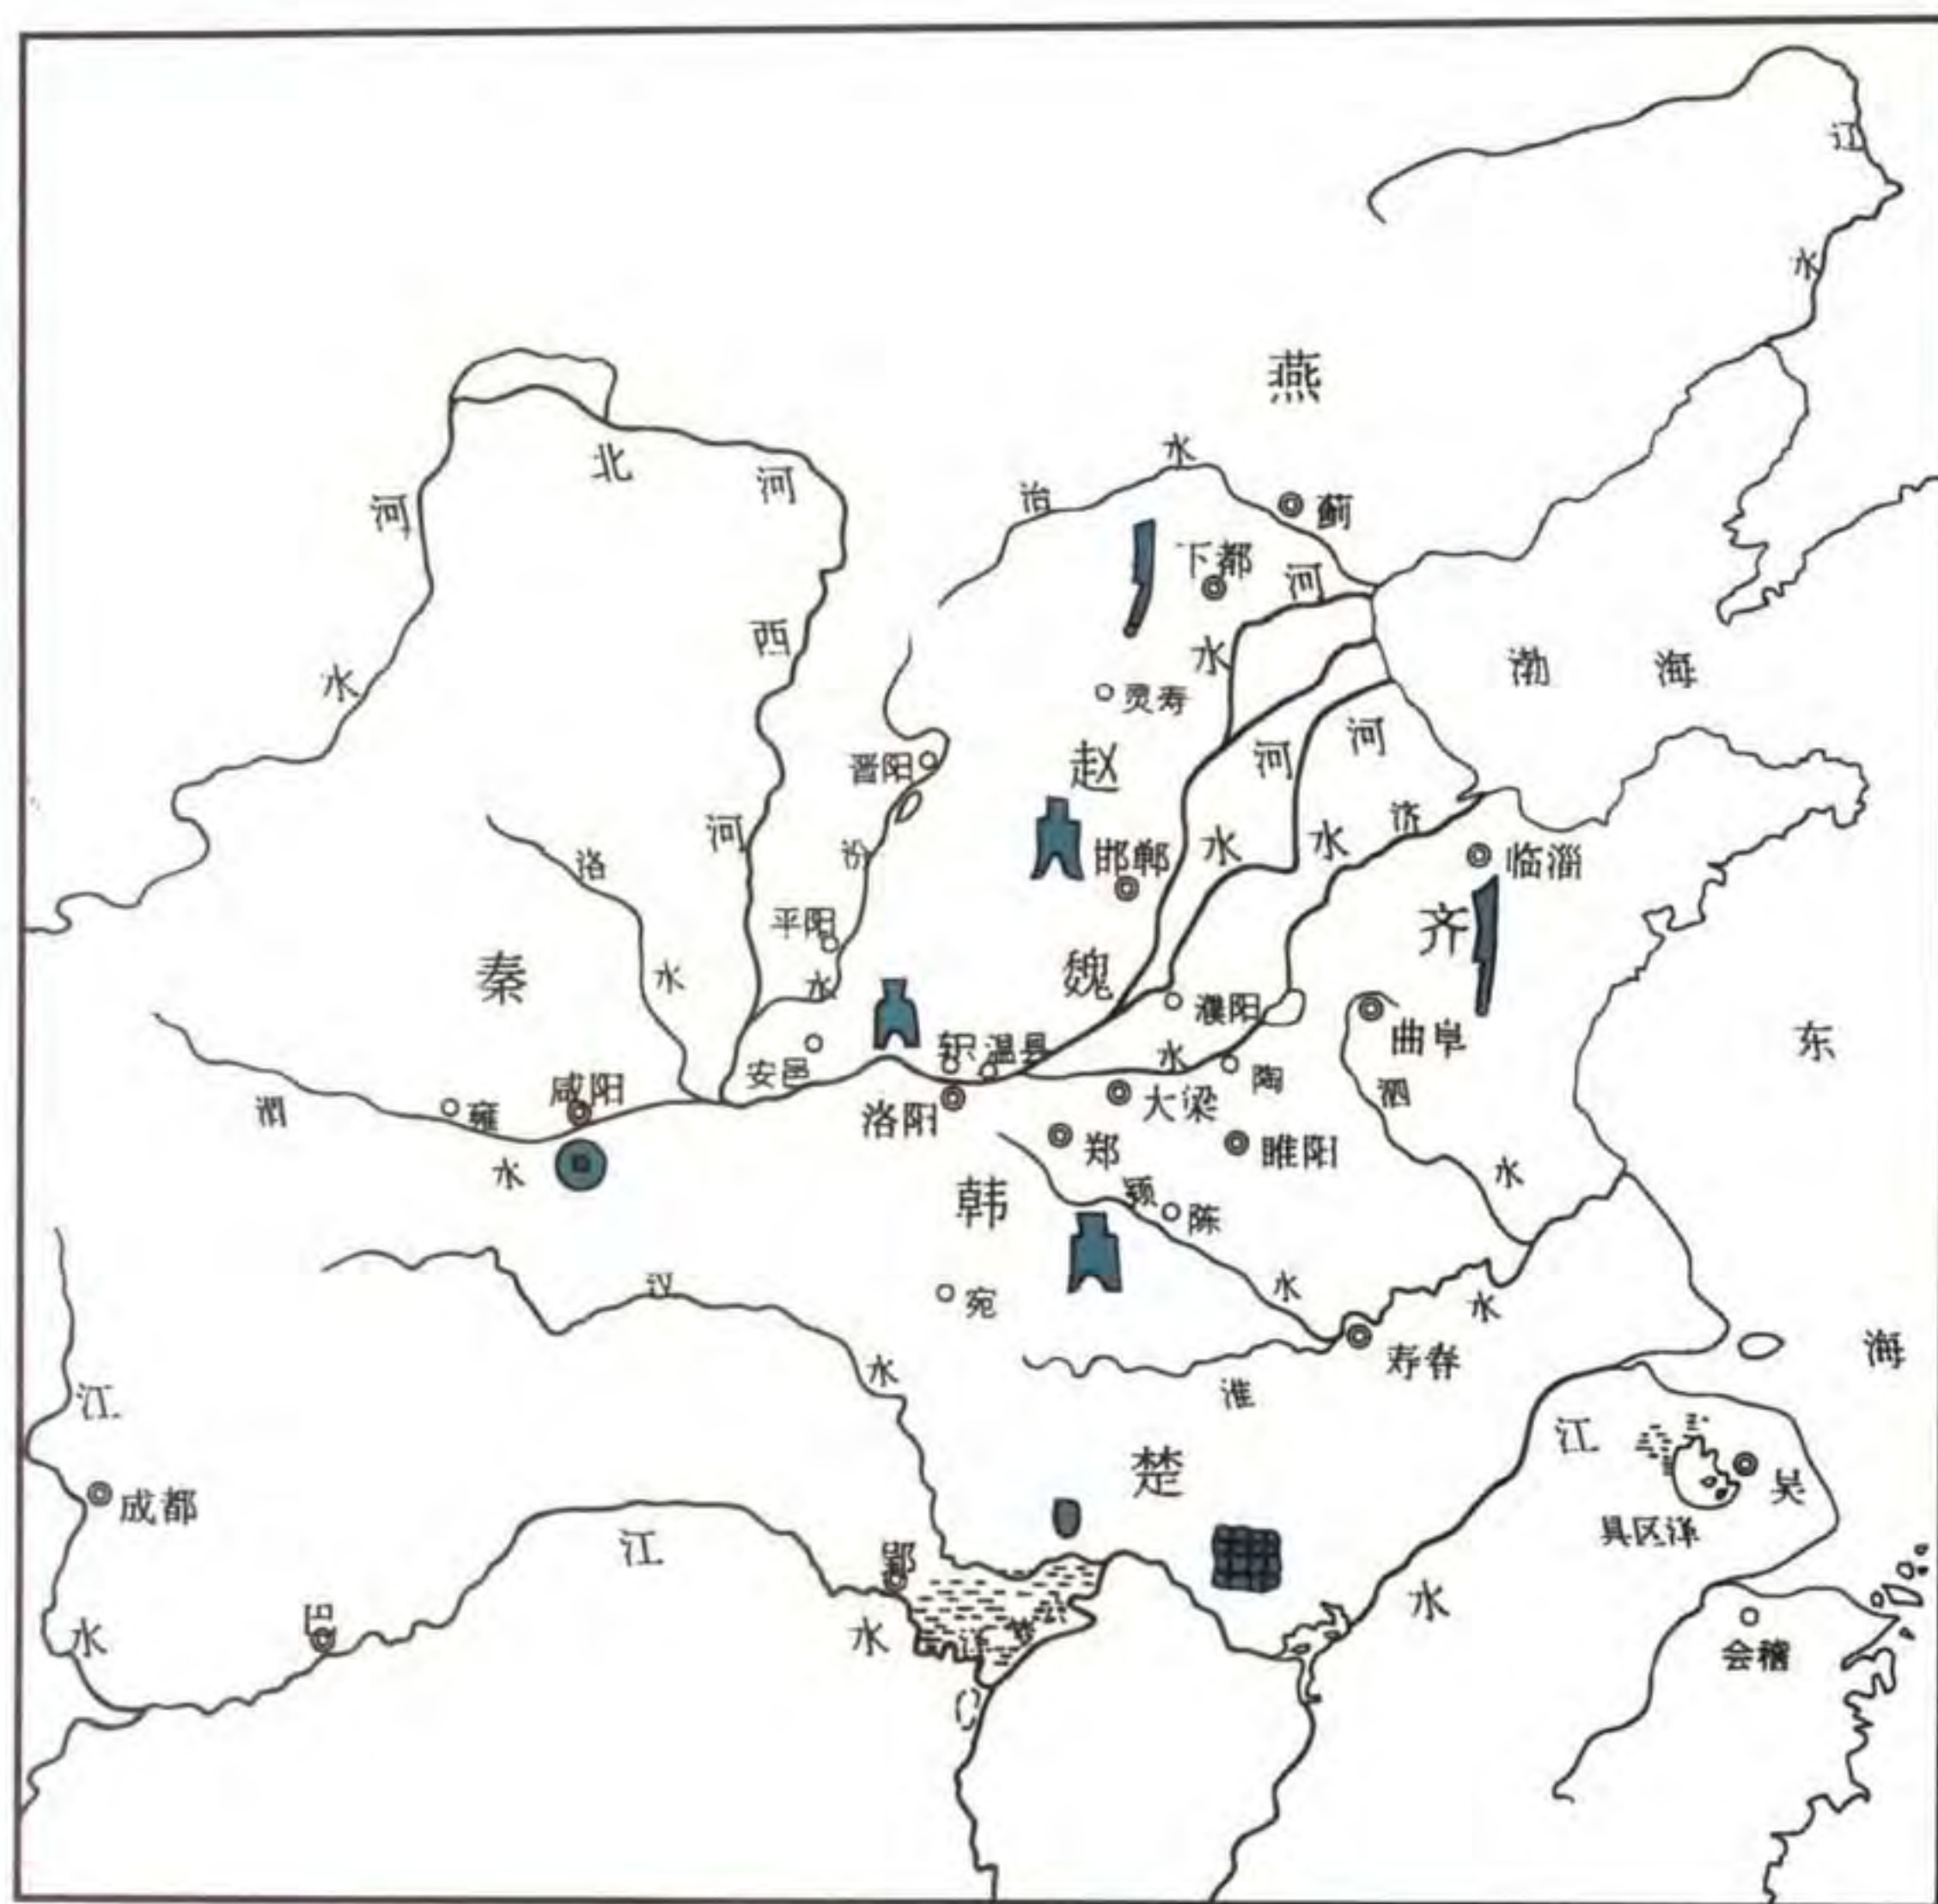 辽
水
燕
水
治
蓟
北
河
河
下都
河
西
水
水
渤海
灵寿
赵
晋阳
河
河
河
汾
洛
水
水
济
邯郸
临淄
平阳
齐
秦
水
魏
水
濮阳
曲阜
东
轵
温县
水
安邑
陶
咸阳
渭
雍
洛阳
大梁
泗
水
郑
睢阳
水
韩
颍
陈
汉
宛
水
水
水
寿春
海
江
淮
江
楚
成都
吴
具区泽
江
郢
水
水
水
巴
会稽